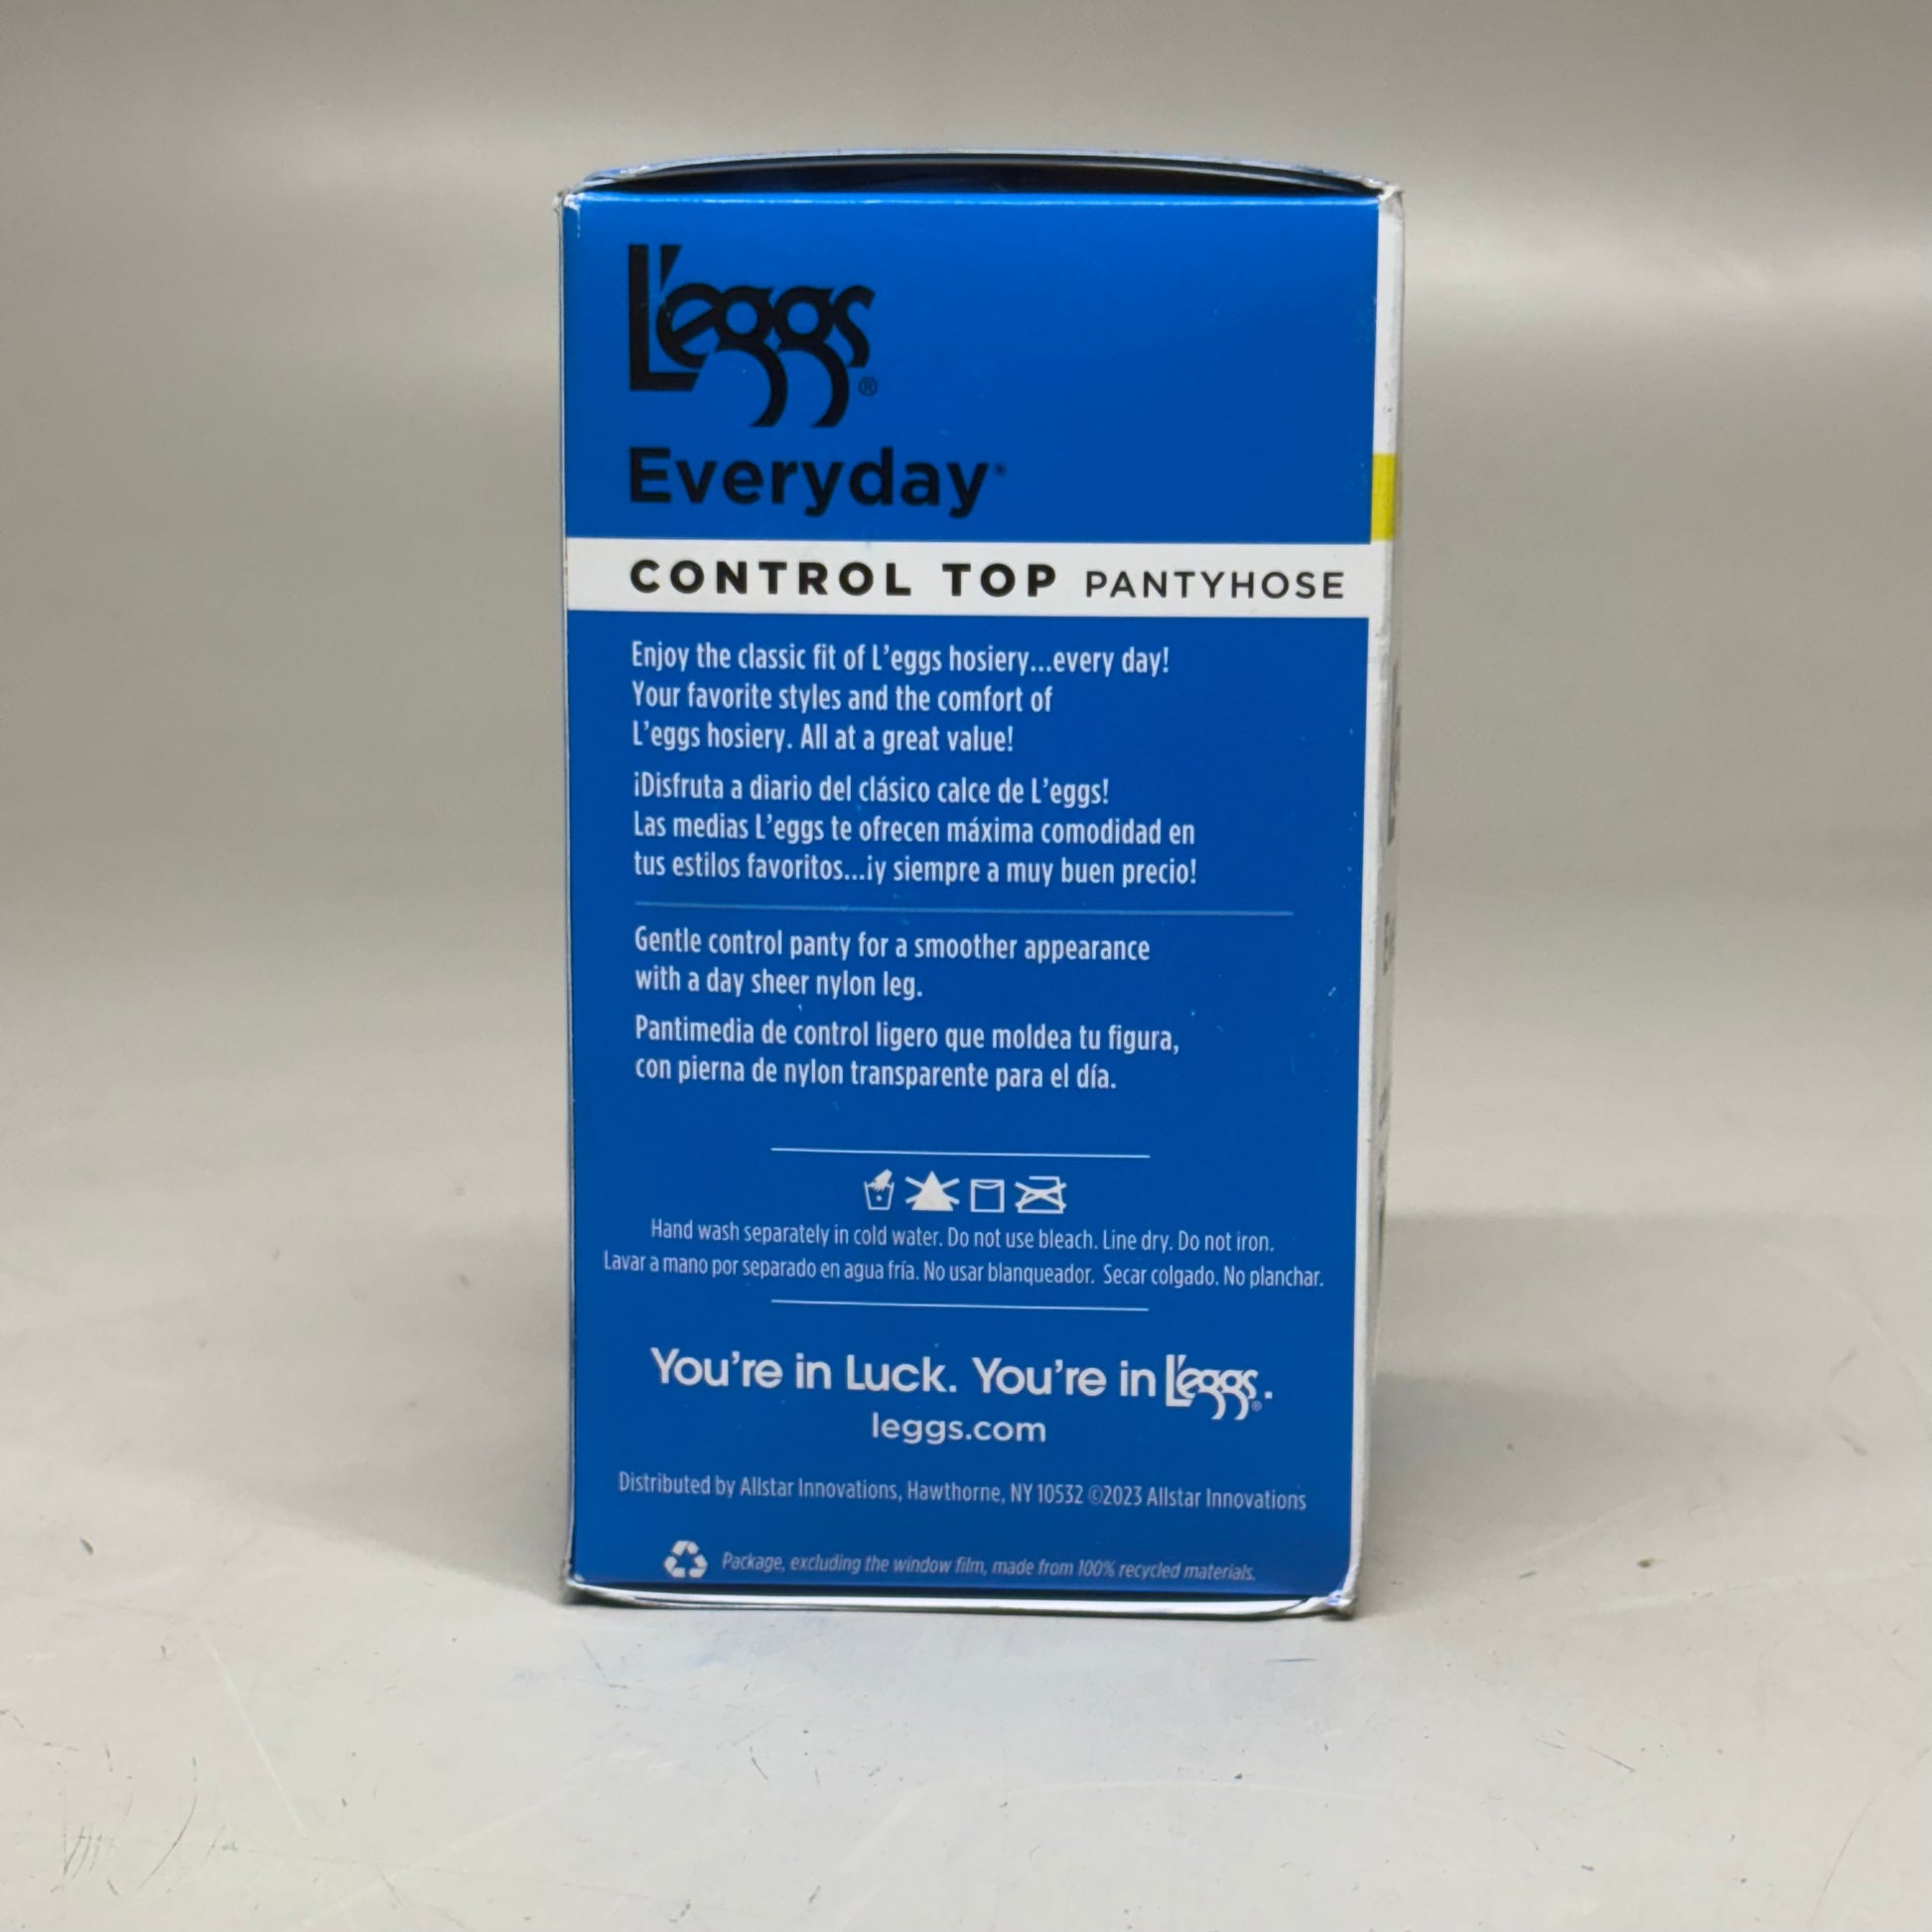 L'eggs®
Everyday®
CONTROL TOP PANTYHOSE
Enjoy the classic fit of L'eggs hosiery...every day!
Your favorite styles and the comfort of
L'eggs hosiery. All at a great value!
¡Disfruta a diario del clásico calce de L'eggs!
Las medias L'eggs te ofrecen máxima comodidad en
tus estilos favoritos...¡y siempre a muy buen precio!
Gentle control panty for a smoother appearance
with a day sheer nylon leg.
Pantimedia de control ligero que moldea tu figura,
con pierna de nylon transparente para el día.
Hand wash separately in cold water. Do not use bleach. Line dry. Do not iron.
Lavar a mano por separado en agua fría. No usar blanqueador. Secar colgado. No planchar.
You're in Luck. You're in L'eggs®.
leggs.com
Distributed by Allstar Innovations, Hawthorne, NY 10532 ©2023 Allstar Innovations
Package, excluding the window film, made from 100% recycled materials.